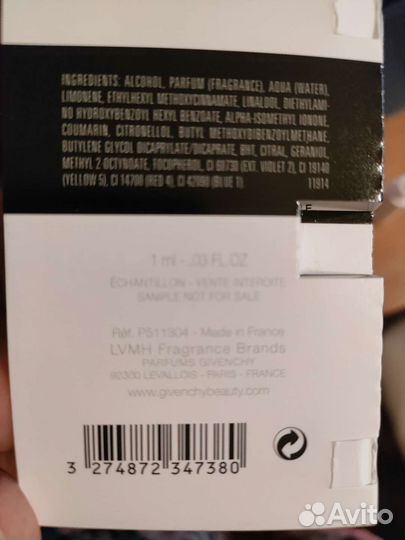 INGREDIENTS: ALCOHOL, PARFUM (FRAGRANCE), AQUA (WATER),
LIMONENE, ETHYLHEXYL METHOXYCINNAMATE, LINALOOL, DIETHYLAMI-
NO HYDROXYBENZOYL HEXYL BENZOATE, ALPHA-ISOMETHYL IONONE,
COUMARIN, CITRONELLOL, BUTYL METHOXYDIBENZOYLMETHANE,
BUTYLENE GLYCOL DICAPRYLATE/DICAPRATE, BHT, CITRAL, GERANIOL,
METHYL 2-OCTYNOATE, TOCOPHEROL, CI 60730 (EXT. VIOLET 2), CI 19140
(YELLOW 5), CI 14700 (RED 4), CI 42090 (BLUE 1).
11914
1 ml - .03 FL.OZ
ÉCHANTILLON - VENTE INTERDITE
SAMPLE NOT FOR SALE
Réf. P511304 - Made in France
LVMH Fragrance Brands
PARFUMS GIVENCHY
92300 LEVALLOIS - PARIS - FRANCE
www.givenchybeauty.com
3 274872 347380
Avito